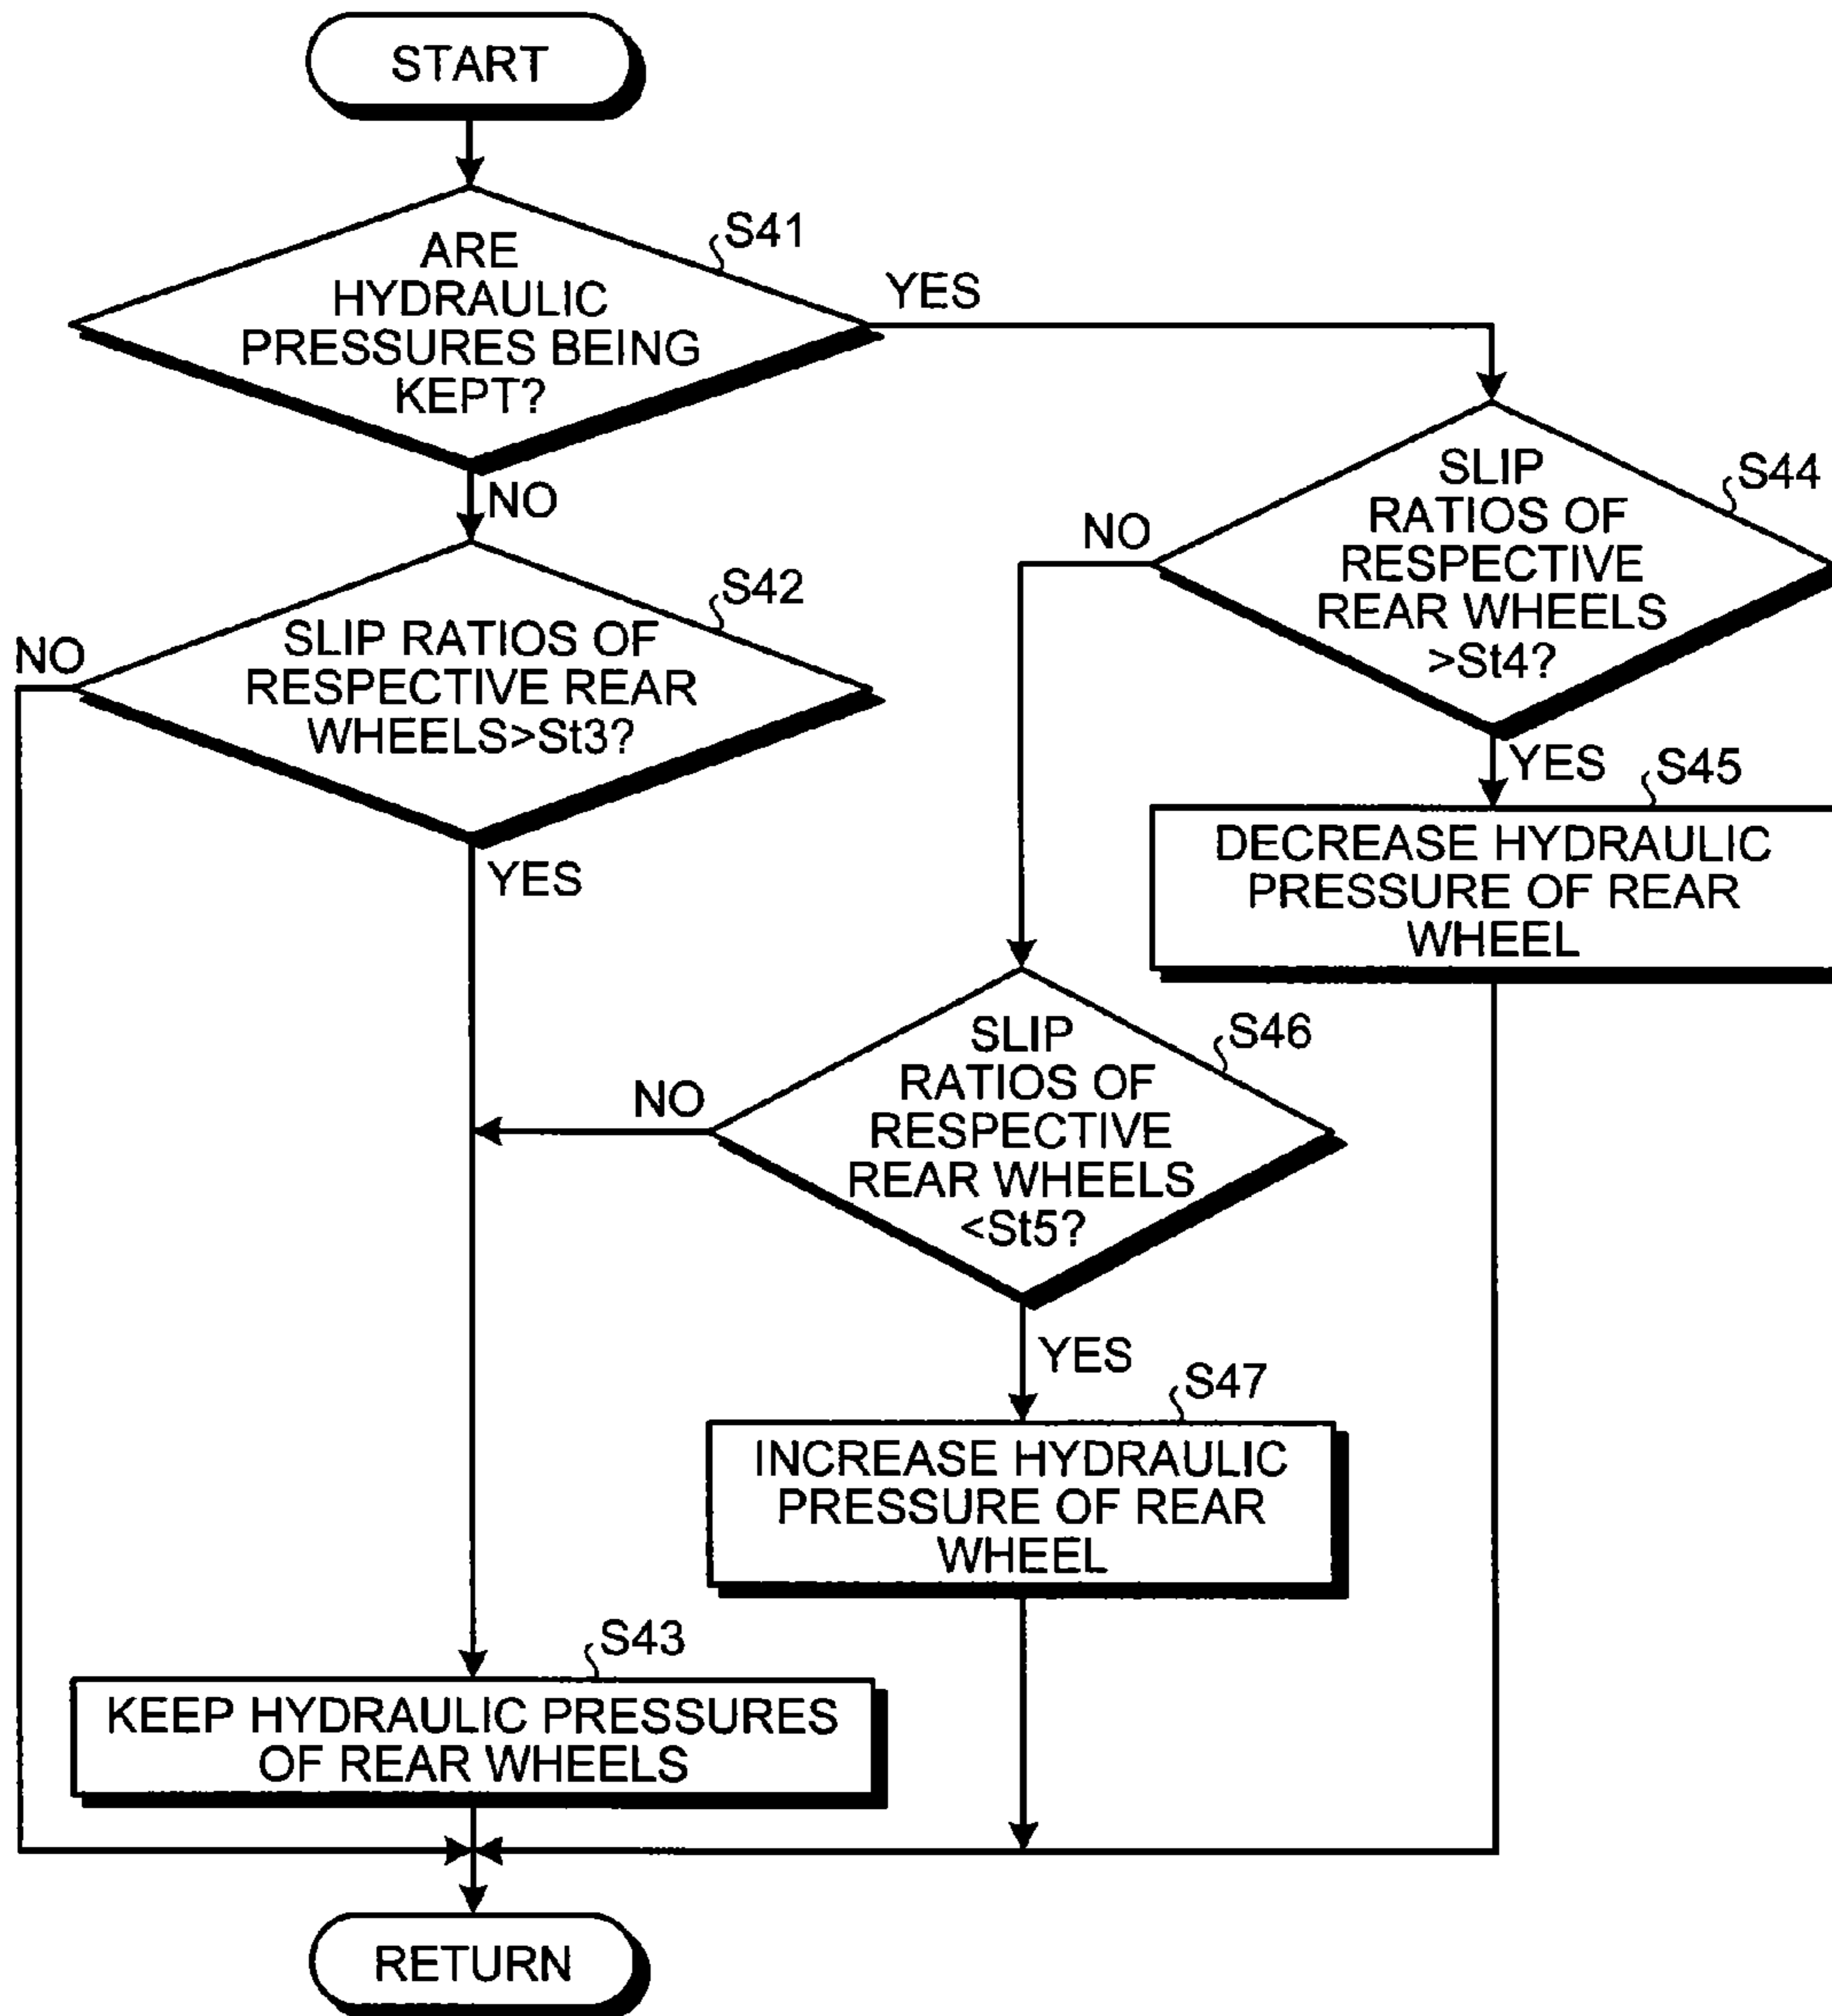 START
S41
ARE
HYDRAULIC
PRESSURES BEING
KEPT?
YES
NO
S44
SLIP
RATIOS OF
RESPECTIVE
REAR WHEELS
>St4?
NO
YES
S42
SLIP RATIOS OF
RESPECTIVE REAR
WHEELS>St3?
NO
YES
S45
DECREASE HYDRAULIC
PRESSURE OF REAR
WHEEL
S46
SLIP
RATIOS OF
RESPECTIVE
REAR WHEELS
<St5?
NO
YES
S47
INCREASE HYDRAULIC
PRESSURE OF REAR
WHEEL
S43
KEEP HYDRAULIC PRESSURES
OF REAR WHEELS
RETURN